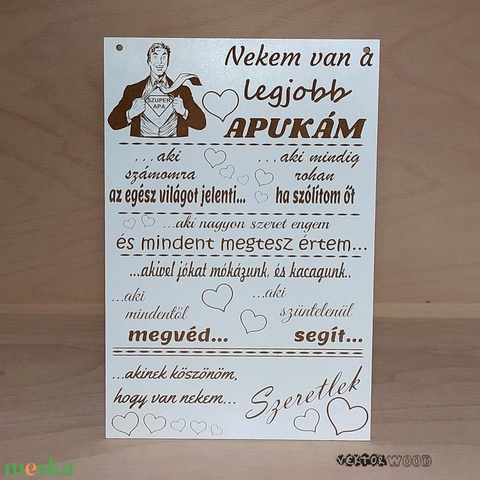 Nekem van a
legjobb
APUKÁM
SZUPER
APA
...aki
számomra
az egész világot jelenti...
...aki mindig
rohan
ha szólítom őt
...aki nagyon szeret engem
és mindent megtesz értem...
...akivel jókat mókázunk, és kacagunk..
...aki
mindentől
megvéd...
...aki
szüntelenül
segít...
...akinek köszönöm,
hogy van nekem...
Szeretlek
meska
VEKTOR WOOD